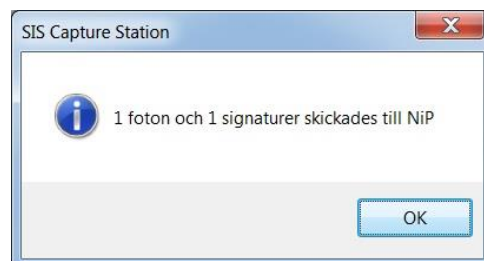 SIS Capture Station
1 foton och 1 signaturer skickades till NiP
OK